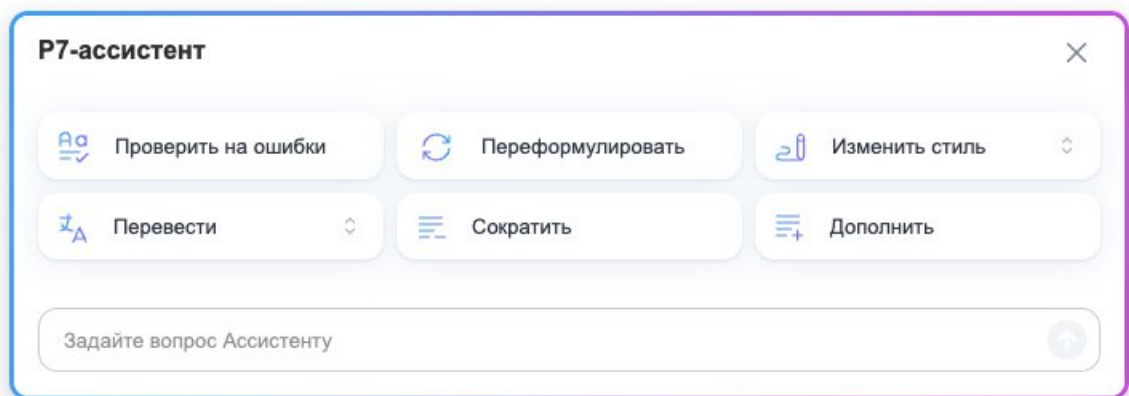 Р7-ассистент
Проверить на ошибки
Переформулировать
Изменить стиль
Перевести
Сократить
Дополнить
Задайте вопрос Ассистенту